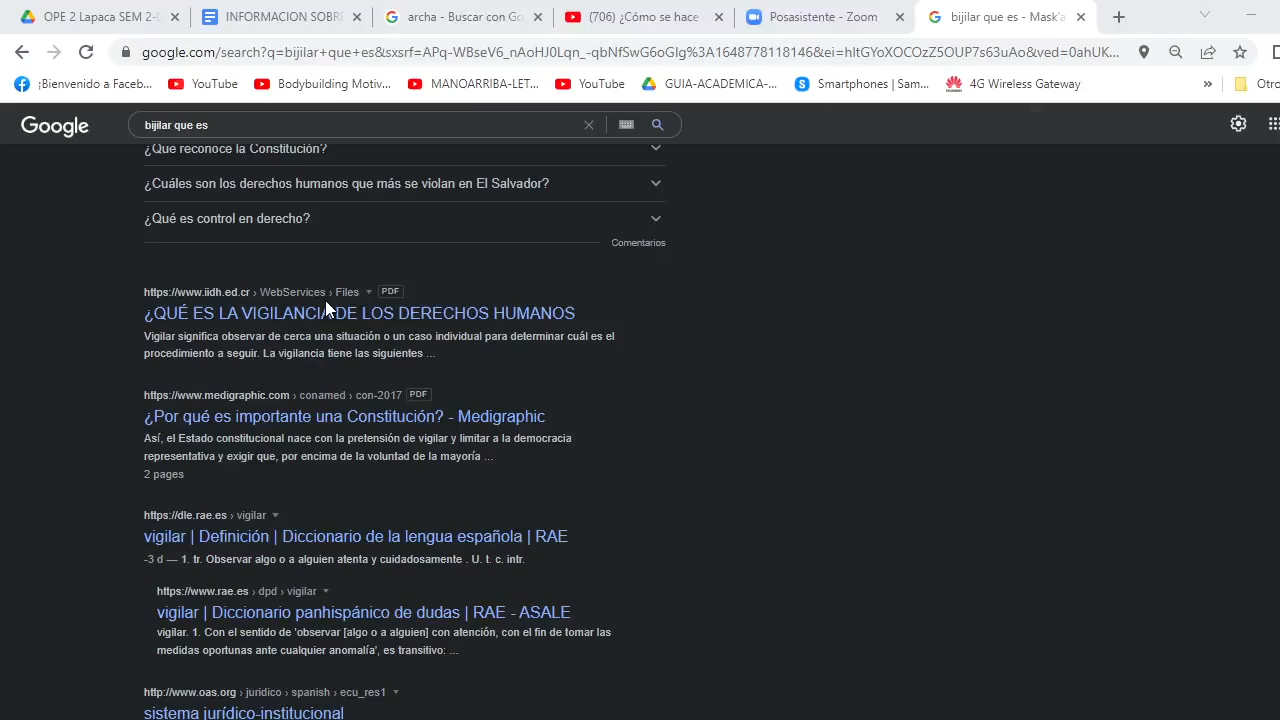 OPE 2 Lapaca SEM 2-
INFORMACION SOBRE
archa - Buscar con Go
(706) ¿Cómo se hace
Posasistente - Zoom
bijilar que es - Mask'a
google.com/search?q=bijilar+que+es&sxsrf=APq-WBseV6_nAoHJ0Lqn_-qbNfSwG6oGIg%3A1648778118146&ei=hltGYoXOCOzZ5OUP7s63uAo&ved=0ahUK...
¡Bienvenido a Faceb...
YouTube
Bodybuilding Motiv...
MANOARRIBA-LET...
YouTube
GUIA-ACADEMICA-...
Smartphones | Sam...
4G Wireless Gateway
»
Otro
Google
bijilar que es
¿Qué reconoce la Constitución?
¿Cuáles son los derechos humanos que más se violan en El Salvador?
¿Qué es control en derecho?
Comentarios
https://www.iidh.ed.cr › WebServices › Files PDF
¿QUÉ ES LA VIGILANCIA DE LOS DERECHOS HUMANOS
Vigilar significa observar de cerca una situación o un caso individual para determinar cuál es el
procedimiento a seguir. La vigilancia tiene las siguientes ...
https://www.medigraphic.com › conamed › con-2017 PDF
¿Por qué es importante una Constitución? - Medigraphic
Así, el Estado constitucional nace con la pretensión de vigilar y limitar a la democracia
representativa y exigir que, por encima de la voluntad de la mayoría ...
2 pages
https://dle.rae.es › vigilar
vigilar | Definición | Diccionario de la lengua española | RAE
-3 d — 1. tr. Observar algo o a alguien atenta y cuidadosamente . U. t. c. intr.
https://www.rae.es › dpd › vigilar
vigilar | Diccionario panhispánico de dudas | RAE - ASALE
vigilar. 1. Con el sentido de 'observar [algo o a alguien] con atención, con el fin de tomar las
medidas oportunas ante cualquier anomalía', es transitivo: ...
http://www.oas.org › juridico › spanish › ecu_res1
sistema jurídico-institucional